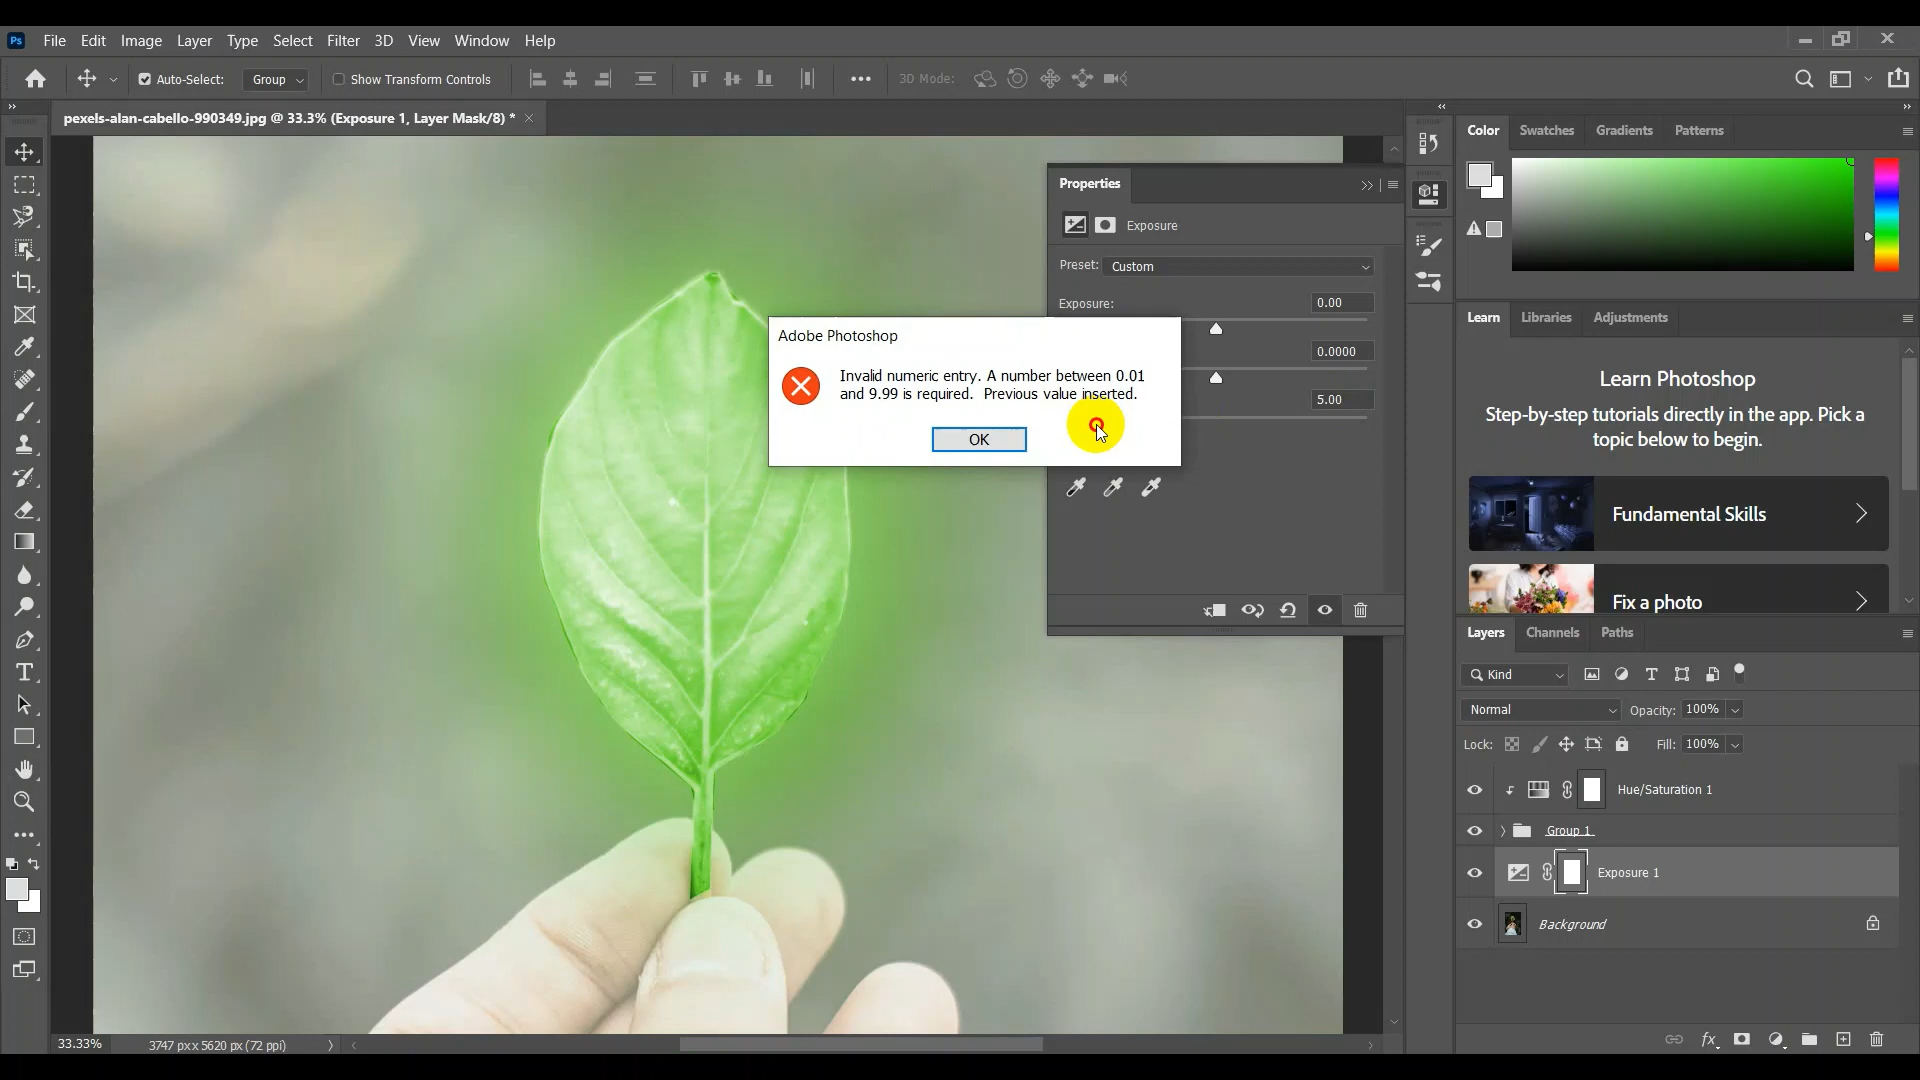 Ps File Edit Image Layer Type Select Filter 3D View Window Help
Auto-Select: Group Show Transform Controls 3D Mode:
pexels-alan-cabello-990349.jpg @ 33.3% (Exposure 1, Layer Mask/8) *
Color Swatches Gradients Patterns
Properties
Exposure
Preset: Custom
Exposure: 0.00
0.0000
5.00
Adobe Photoshop
Invalid numeric entry. A number between 0.01
and 9.99 is required. Previous value inserted.
OK
Learn Libraries Adjustments
Learn Photoshop
Step-by-step tutorials directly in the app. Pick a
topic below to begin.
Fundamental Skills
Fix a photo
Layers Channels Paths
Kind
Normal Opacity: 100%
Lock: Fill: 100%
Hue/Saturation 1
Group 1
Exposure 1
Background
fx
33.33% 3747 px x 5620 px (72 ppi)